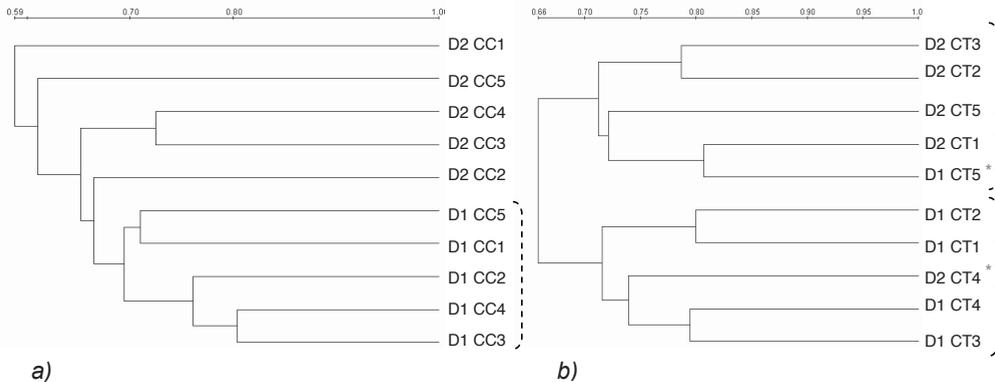 0.59 0.70 0.80 1.0
D2 CC1
D2 CC5
D2 CC4
D2 CC3
D2 CC2
D1 CC5
D1 CC1
D1 CC2
D1 CC4
D1 CC3
a)
0.66 0.70 0.75 0.80 0.85 0.90 0.95 1.0
D2 CT3
D2 CT2
D2 CT5
D2 CT1
D1 CT5 *
D1 CT2
D1 CT1
D2 CT4 *
D1 CT4
D1 CT3
b)